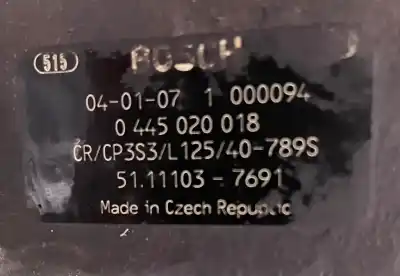 515 BOSCH
04-01-07 1 000094
0 445 020 018
CR/CP3S3/L125/40-789S
51.11103-7691
Made in Czech Republic